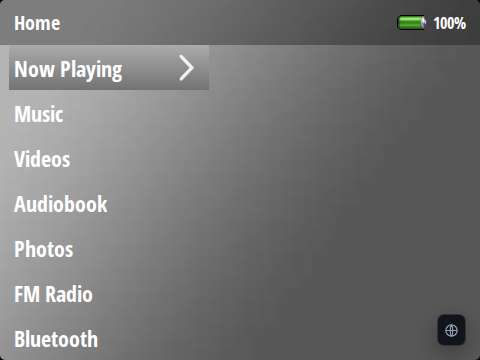 Home
100%
Now Playing
Music
Videos
Audiobook
Photos
FM Radio
Bluetooth